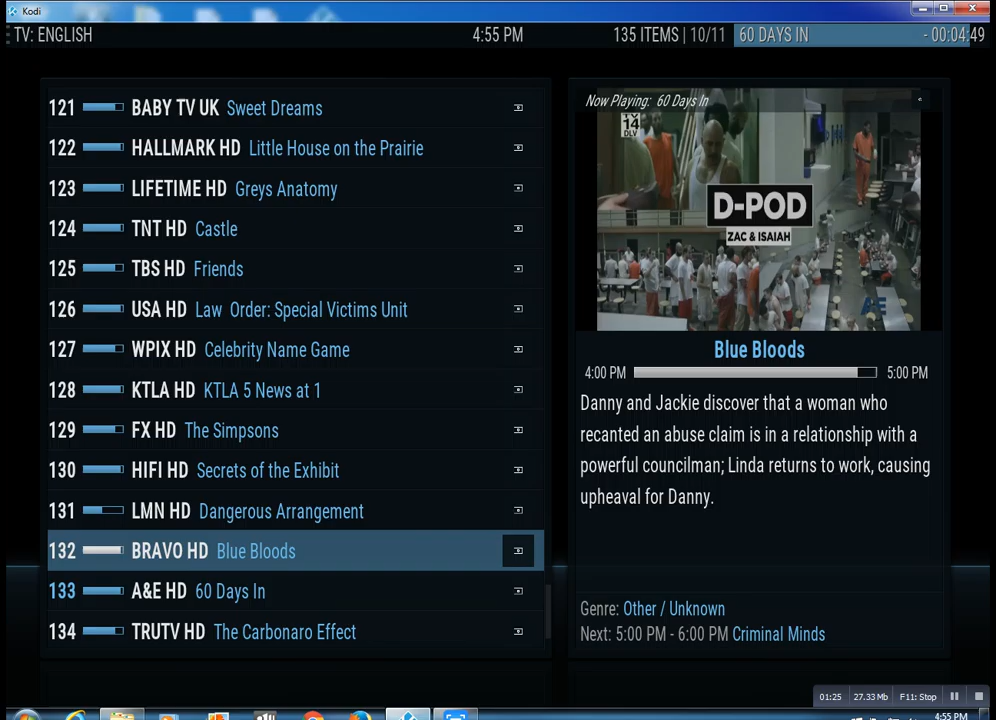 Kodi
TV: ENGLISH
4:55 PM
135 ITEMS | 10/11
60 DAYS IN
- 00:04:49
121 BABY TV UK Sweet Dreams
122 HALLMARK HD Little House on the Prairie
123 LIFETIME HD Greys Anatomy
124 TNT HD Castle
125 TBS HD Friends
126 USA HD Law Order: Special Victims Unit
127 WPIX HD Celebrity Name Game
128 KTLA HD KTLA 5 News at 1
129 FX HD The Simpsons
130 HIFI HD Secrets of the Exhibit
131 LMN HD Dangerous Arrangement
132 BRAVO HD Blue Bloods
133 A&E HD 60 Days In
134 TRUTV HD The Carbonaro Effect
Now Playing: 60 Days In
TV
14
DLV
D-POD
ZAC & ISAIAH
A&E
Blue Bloods
4:00 PM
5:00 PM
Danny and Jackie discover that a woman who
recanted an abuse claim is in a relationship with a
powerful councilman; Linda returns to work, causing
upheaval for Danny.
Genre: Other / Unknown
Next: 5:00 PM - 6:00 PM Criminal Minds
01:25
27.33 Mb
F11: Stop
4:55 PM